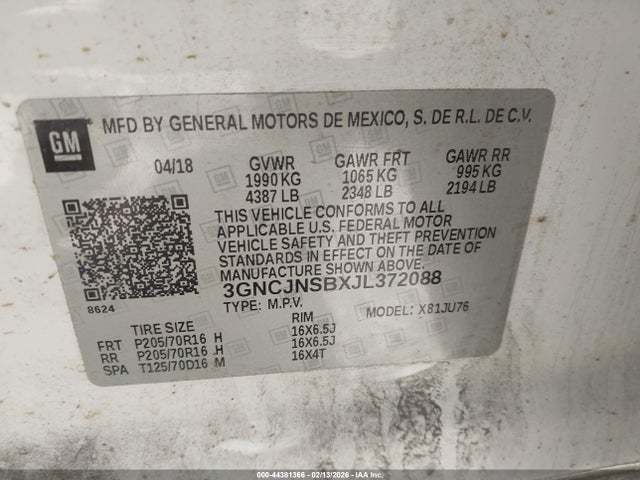 GM MFD BY GENERAL MOTORS DE MEXICO, S. DE R.L. DE C.V.
04/18 GVWR GAWR FRT GAWR RR
1990 KG 1065 KG 995 KG
4387 LB 2348 LB 2194 LB
THIS VEHICLE CONFORMS TO ALL
APPLICABLE U.S. FEDERAL MOTOR
VEHICLE SAFETY AND THEFT PREVENTION
STANDARDS IN EFFECT ON THE DATE OF
MANUFACTURE SHOWN ABOVE.
3GNCJNSBXJL372088
8624 TYPE: M.P.V. MODEL: X81JU76
TIRE SIZE RIM
FRT P205/70R16 H 16X6.5J
RR P205/70R16 H 16X6.5J
SPA T125/70D16 M 16X4T
000-44381366 - 02/13/2026 - IAA Inc.